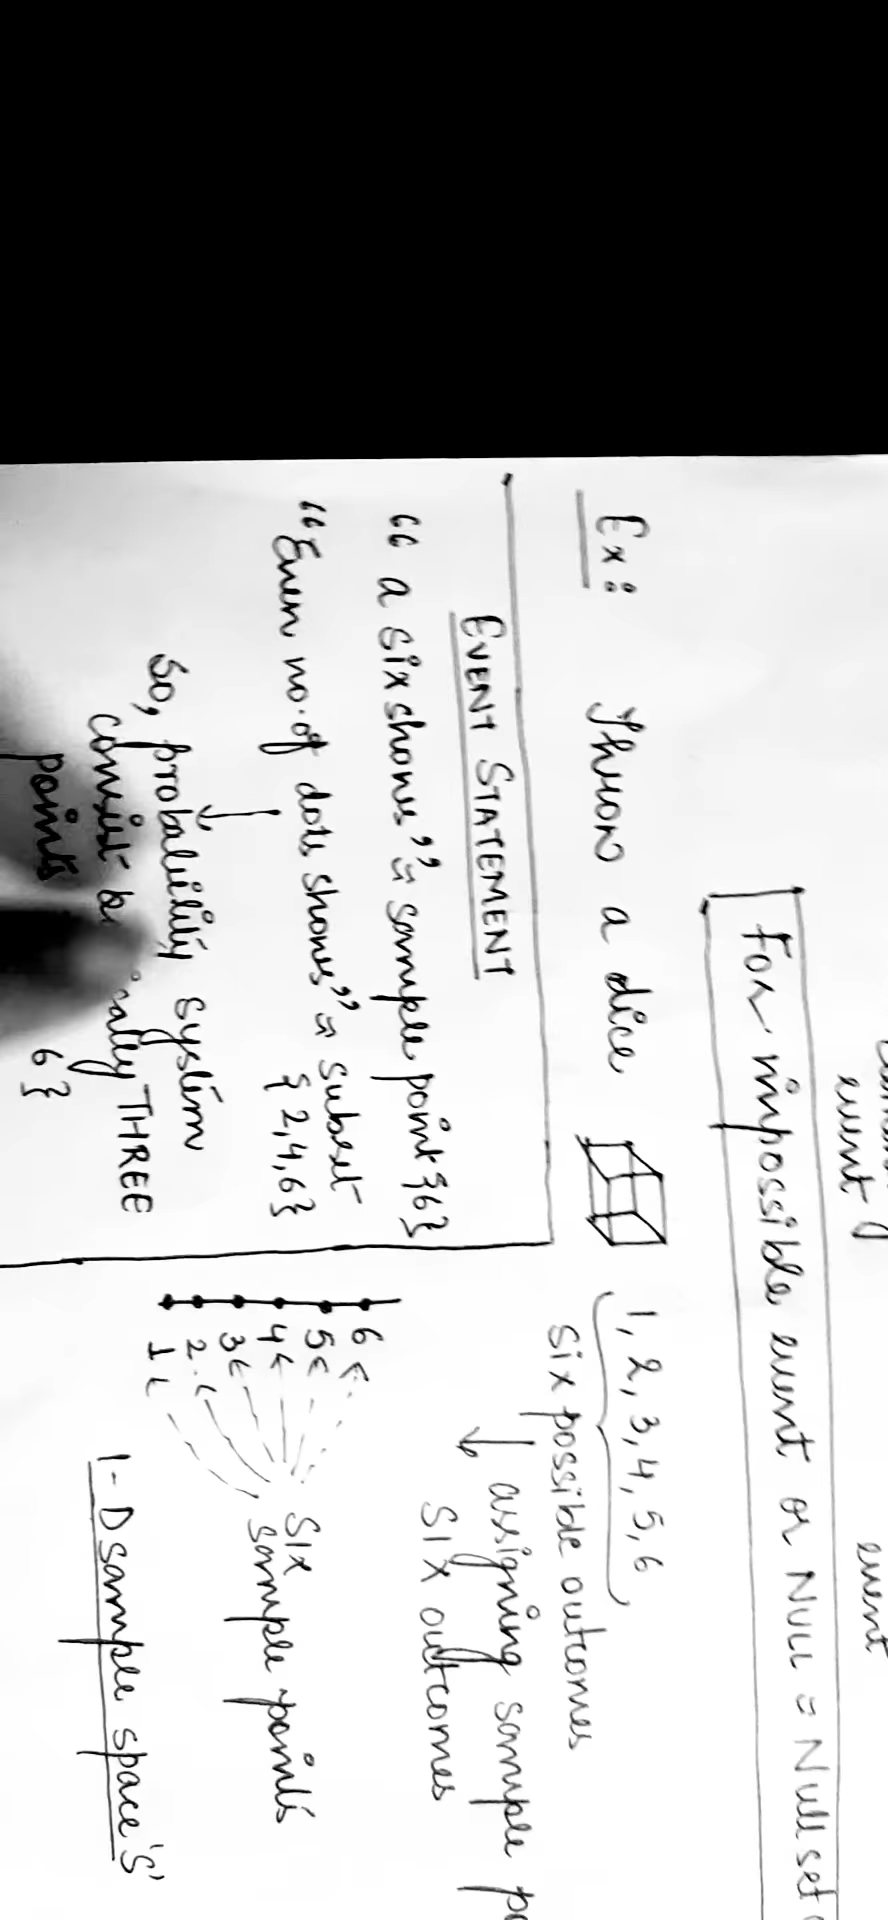 event
event
For impossible event or NULL = Null set
Ex: Throw a dice
1, 2, 3, 4, 5, 6
six possible outcomes
assigning sample
SIX outcomes
EVENT STATEMENT
"a six shows" = sample point {6}
"Even no. of dots shows" = subset
{2,4,6}
So, probability system
THREE
points 6}
6
5
4
3
2
1
Six
sample points
1-D sample space 'S'